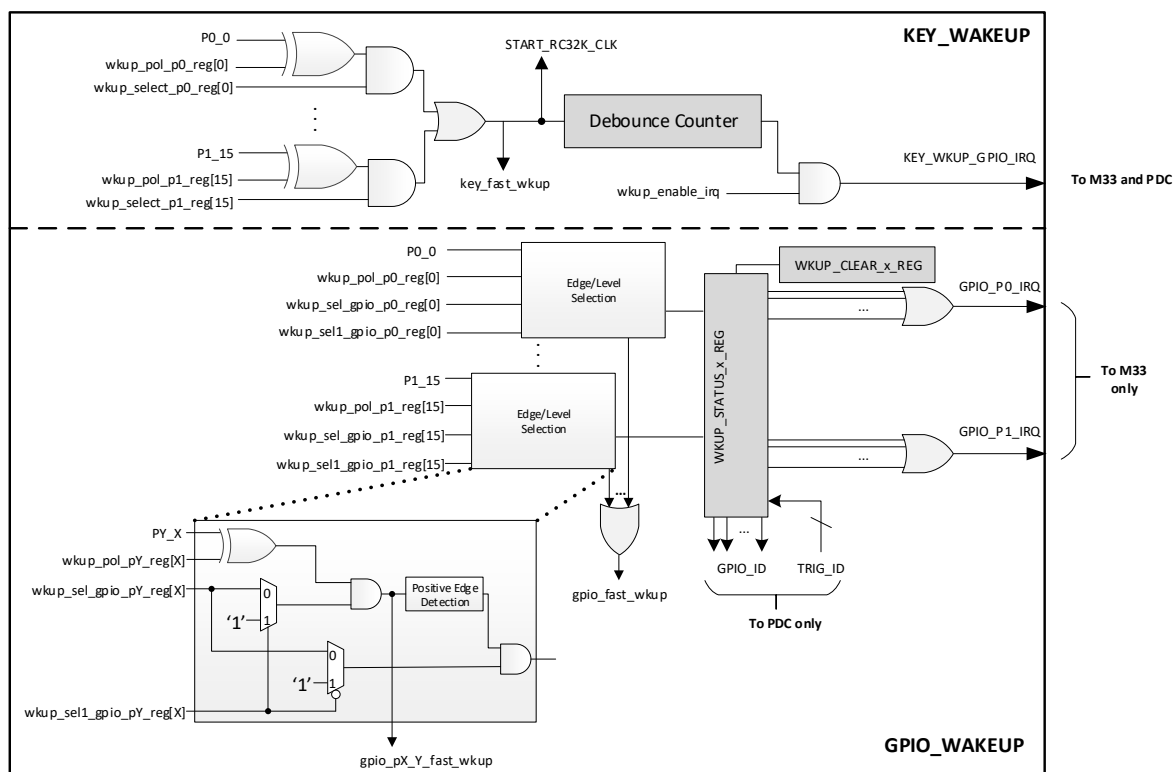 KEY_WAKEUP
P0_0
wkup_pol_p0_reg[0]
wkup_select_p0_reg[0]
START_RC32K_CLK
Debounce Counter
P1_15
wkup_pol_p1_reg[15]
wkup_select_p1_reg[15]
key_fast_wkup
wkup_enable_irq
KEY_WKUP_GPIO_IRQ
To M33 and PDC
P0_0
wkup_pol_p0_reg[0]
wkup_sel_gpio_p0_reg[0]
wkup_sel1_gpio_p0_reg[0]
Edge/Level
Selection
WKUP_CLEAR_x_REG
WKUP_STATUS_x_REG
...
GPIO_P0_IRQ
P1_15
wkup_pol_p1_reg[15]
wkup_sel_gpio_p1_reg[15]
wkup_sel1_gpio_p1_reg[15]
Edge/Level
Selection
...
GPIO_P1_IRQ
To M33
only
...
...
GPIO_ID
TRIG_ID
To PDC only
gpio_fast_wkup
PY_X
wkup_pol_pY_reg[X]
wkup_sel_gpio_pY_reg[X]
0
'1'
1
Positive Edge
Detection
0
'1'
1
wkup_sel1_gpio_pY_reg[X]
gpio_pX_Y_fast_wkup
GPIO_WAKEUP